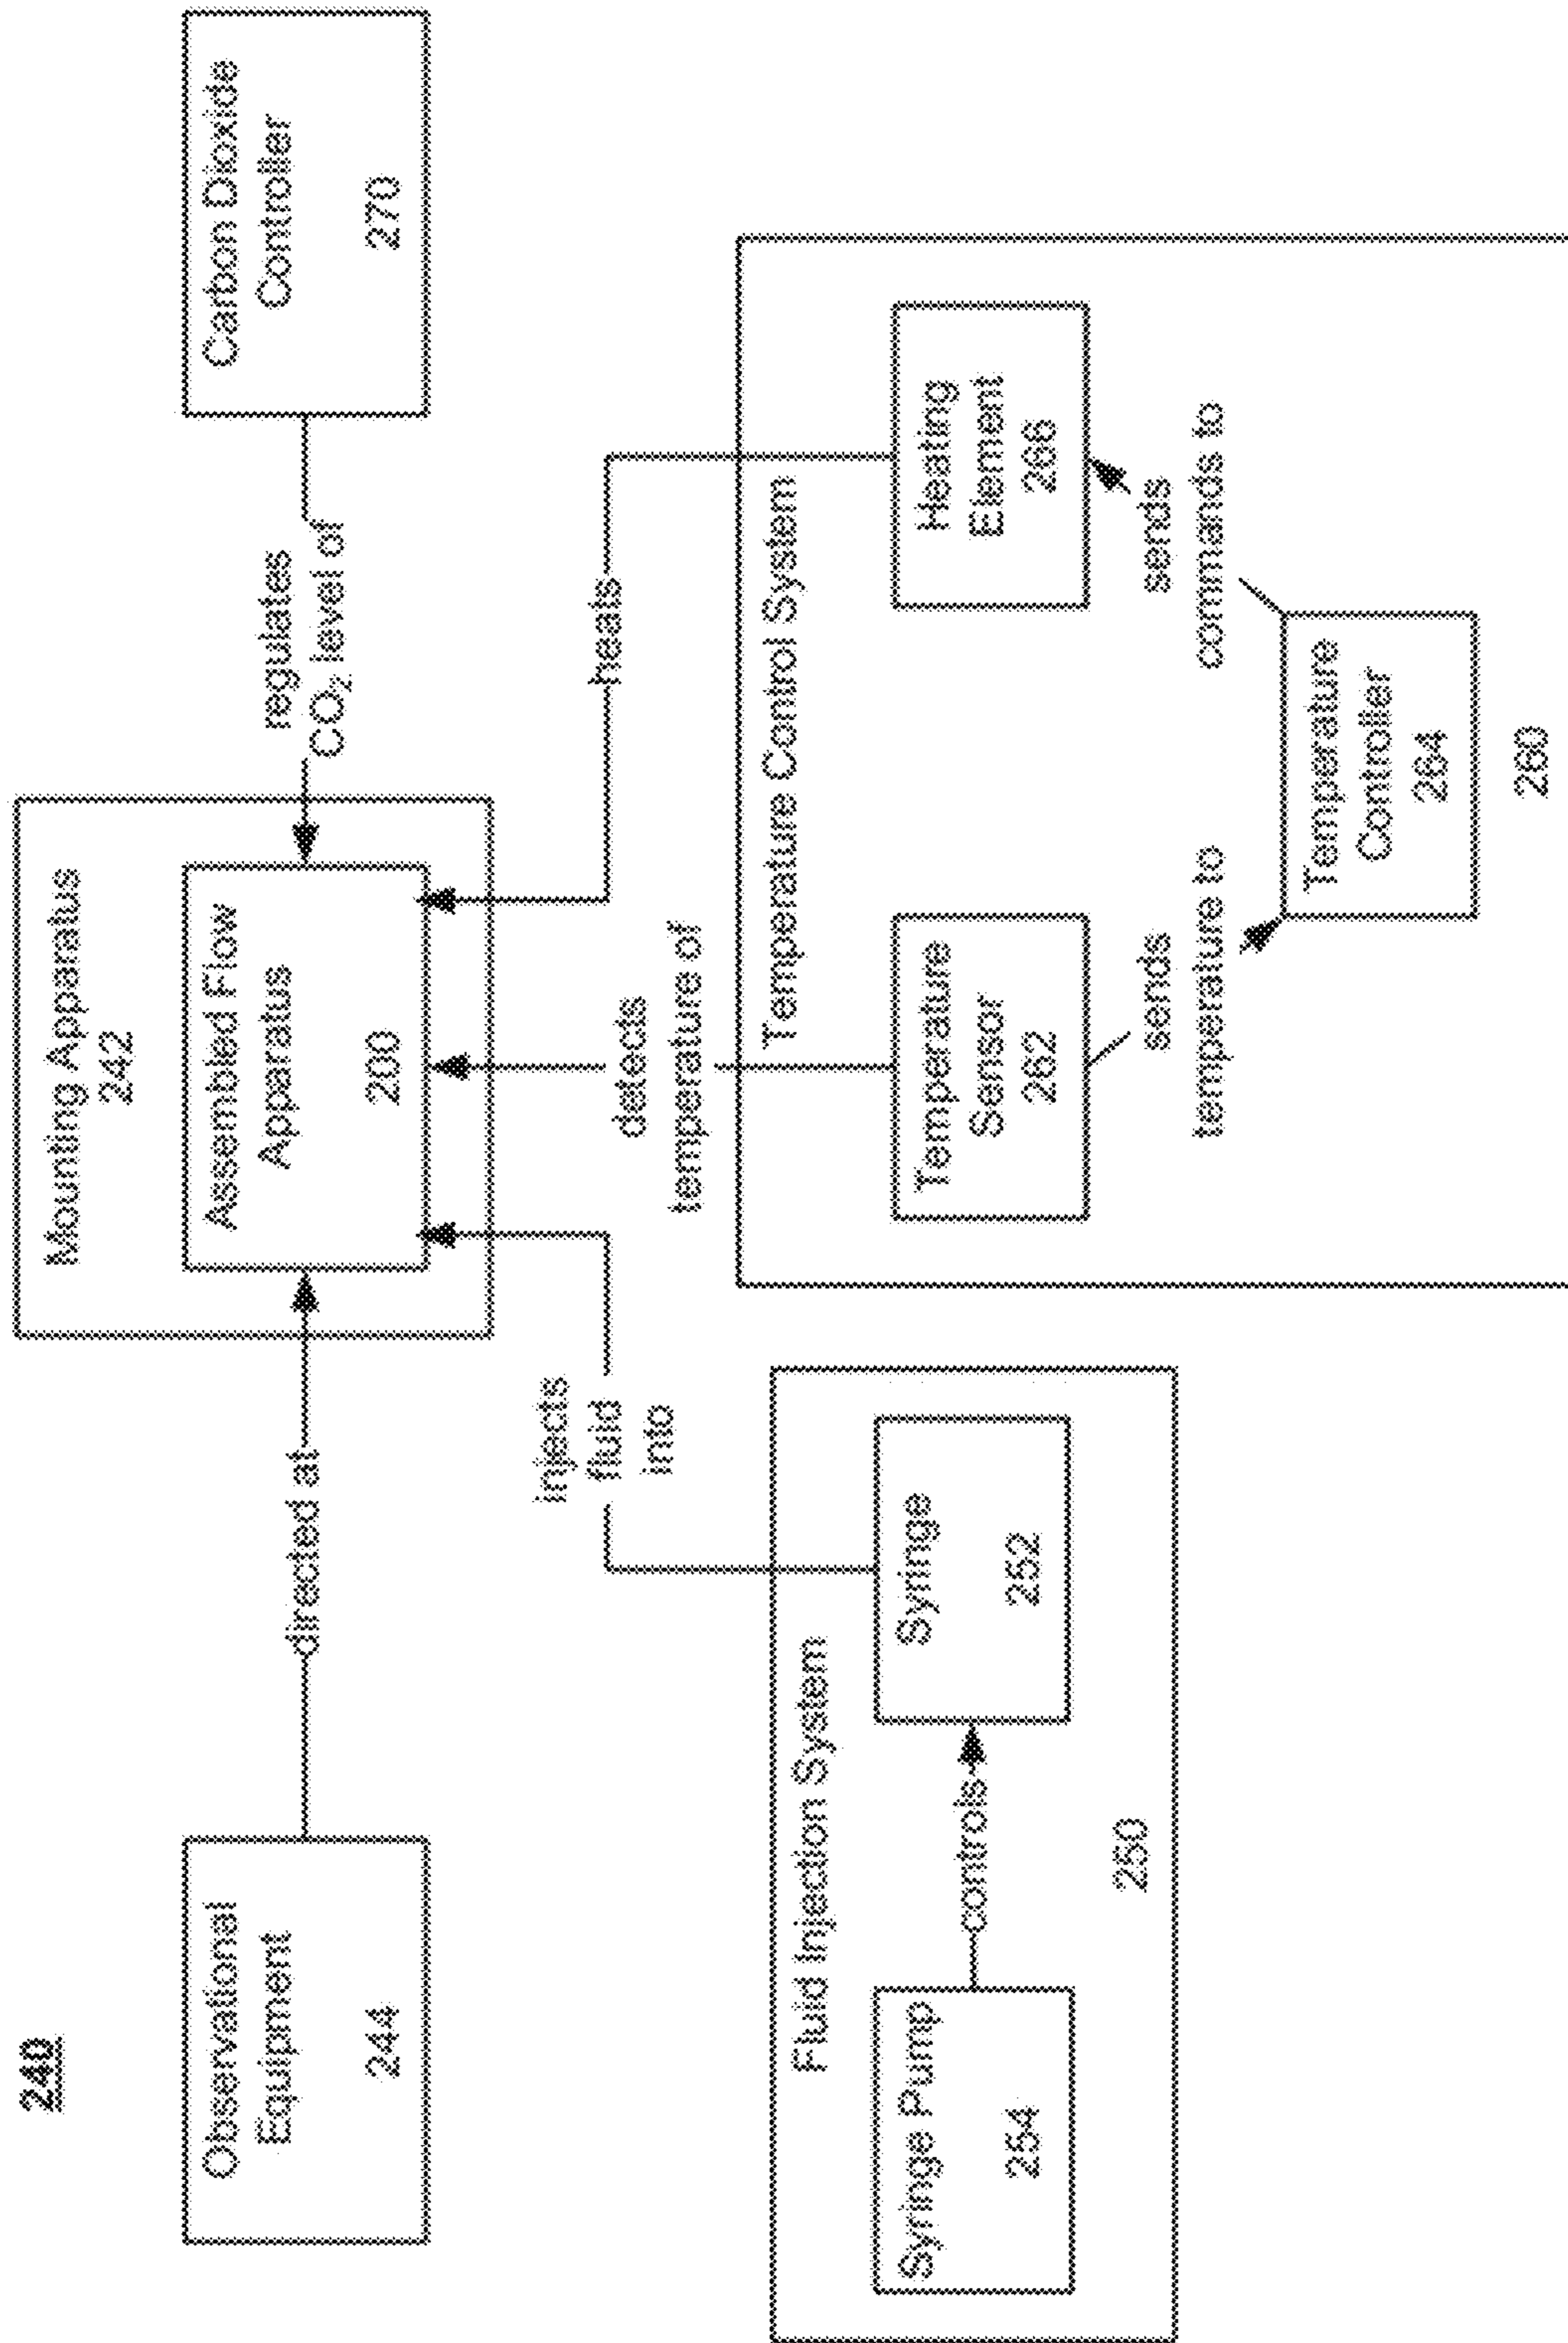 240
Observational
Equipment
244
directed at
Mounting Apparatus
242
Assembled Flow
Apparatus
200
regulates
CO₂ level of
Carbon Dioxide
Controller
270
injects
fluid
into
detects
temperature of
heats
Fluid Injection System
Syringe Pump
254
controls
Syringe
252
250
Temperature Control System
Temperature
Sensor
262
Heating
Element
266
sends
temperature to
sends
commands to
Temperature
Controller
264
260